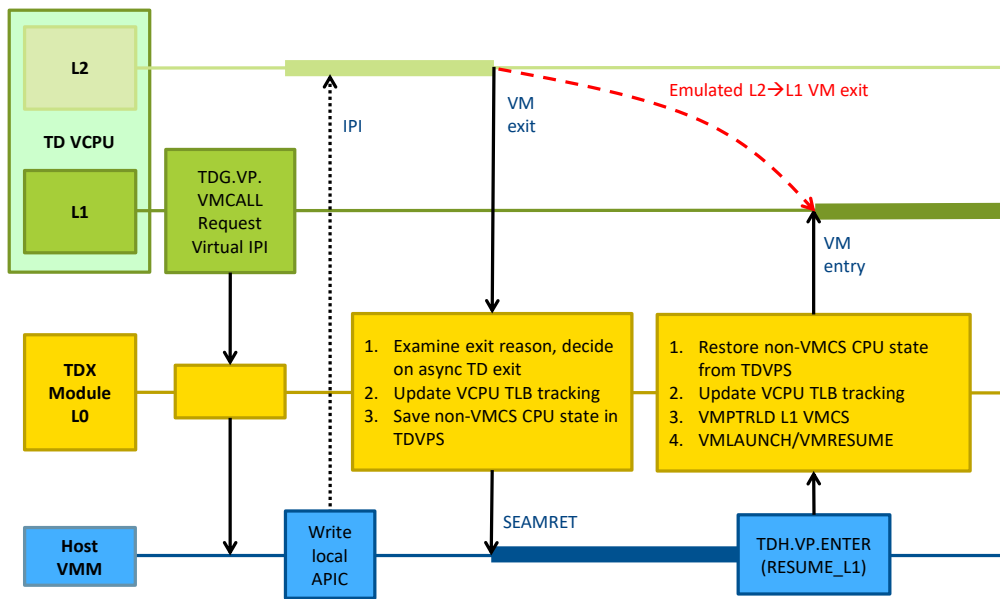 L2
TD VCPU
L1
TDG.VP.
VMCALL
Request
Virtual IPI
IPI
VM
exit
Emulated L2→L1 VM exit
VM
entry
TDX
Module
L0
1. Examine exit reason, decide
on async TD exit
2. Update VCPU TLB tracking
3. Save non-VMCS CPU state in
TDVPS
1. Restore non-VMCS CPU state
from TDVPS
2. Update VCPU TLB tracking
3. VMPTRLD L1 VMCS
4. VMLAUNCH/VMRESUME
SEAMRET
Host
VMM
Write
local
APIC
TDH.VP.ENTER
(RESUME_L1)